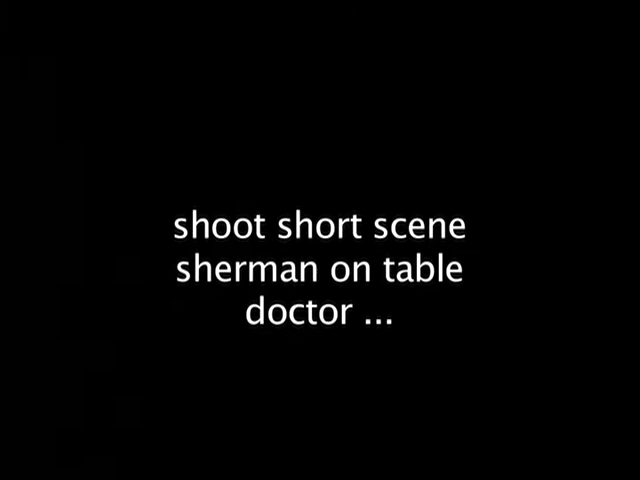 shoot short scene
sherman on table
doctor ...